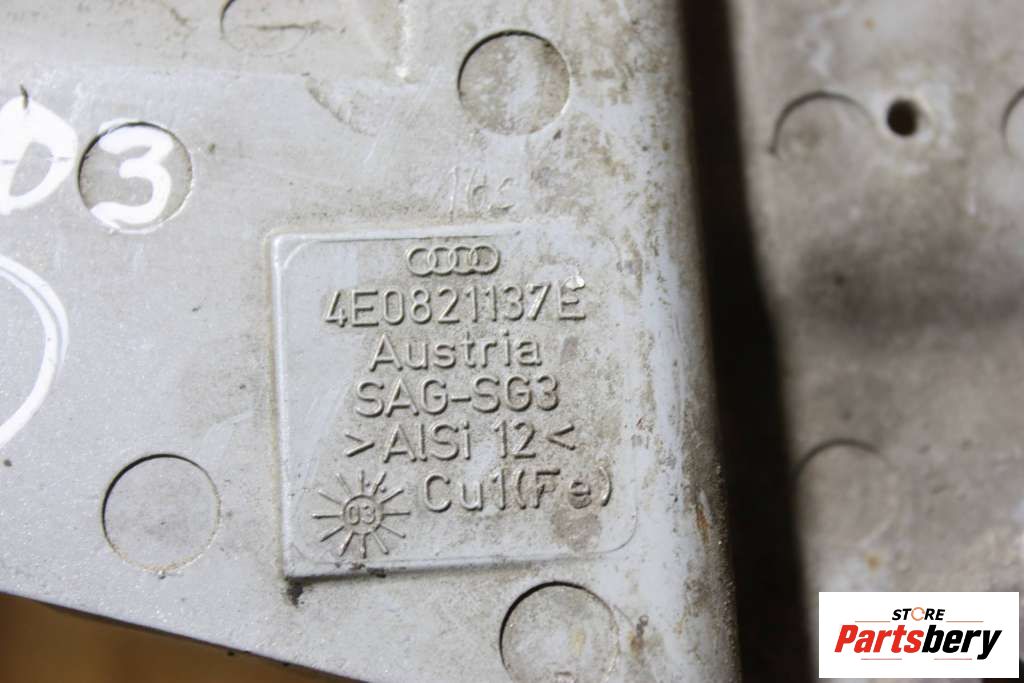 D3
4E0821137E
Austria
SAG-SG3
>AlSi 12<
Cu1(Fe)
03
STORE
Partsbery